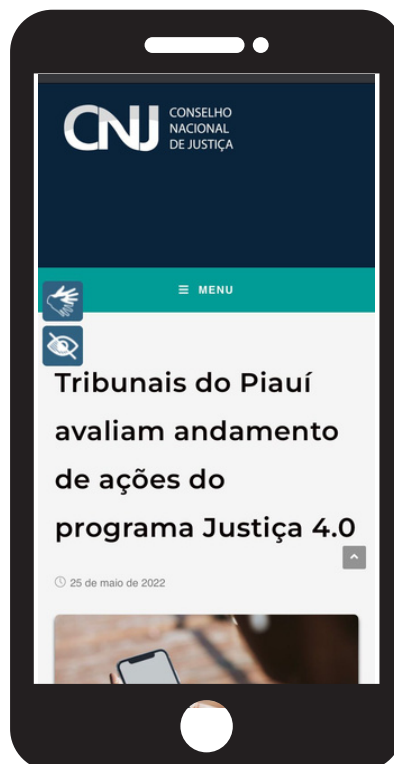 CNJ
CONSELHO
NACIONAL
DE JUSTIÇA
MENU
Tribunais do Piauí
avaliam andamento
de ações do
programa Justiça 4.0
25 de maio de 2022